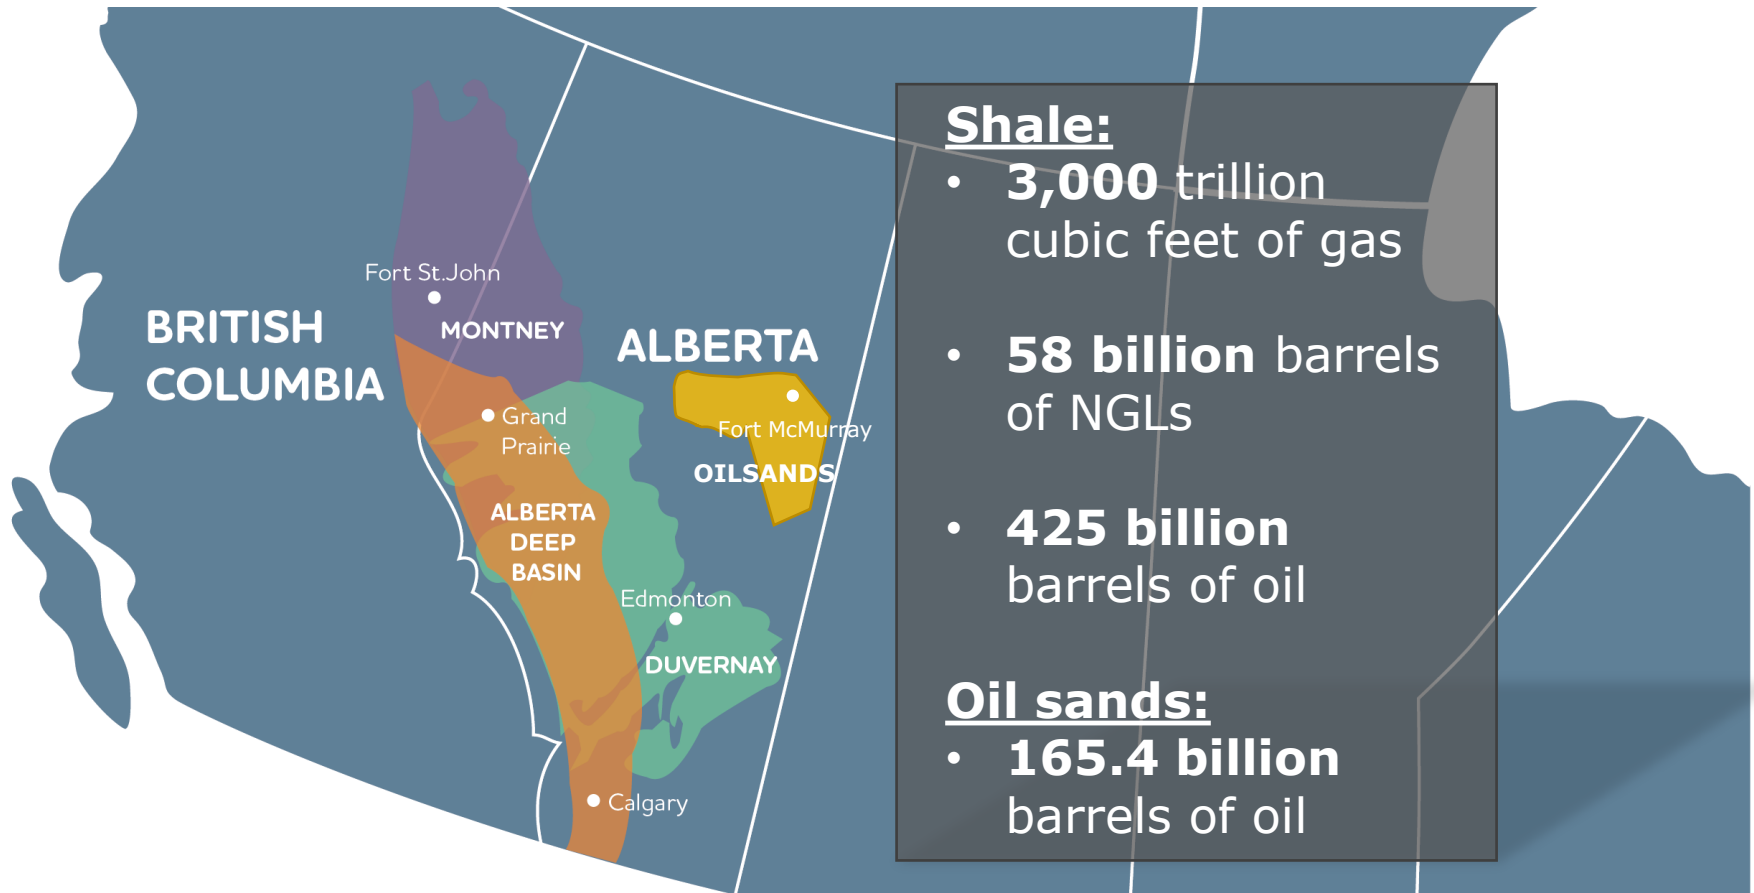 Fort St.John
MONTNEY
BRITISH
COLUMBIA
ALBERTA
Grand
Prairie
Fort McMurray
OILSANDS
ALBERTA
DEEP
BASIN
Edmonton
DUVERNAY
Calgary
Shale:
• 3,000 trillion
cubic feet of gas
• 58 billion barrels
of NGLs
• 425 billion
barrels of oil
Oil sands:
• 165.4 billion
barrels of oil